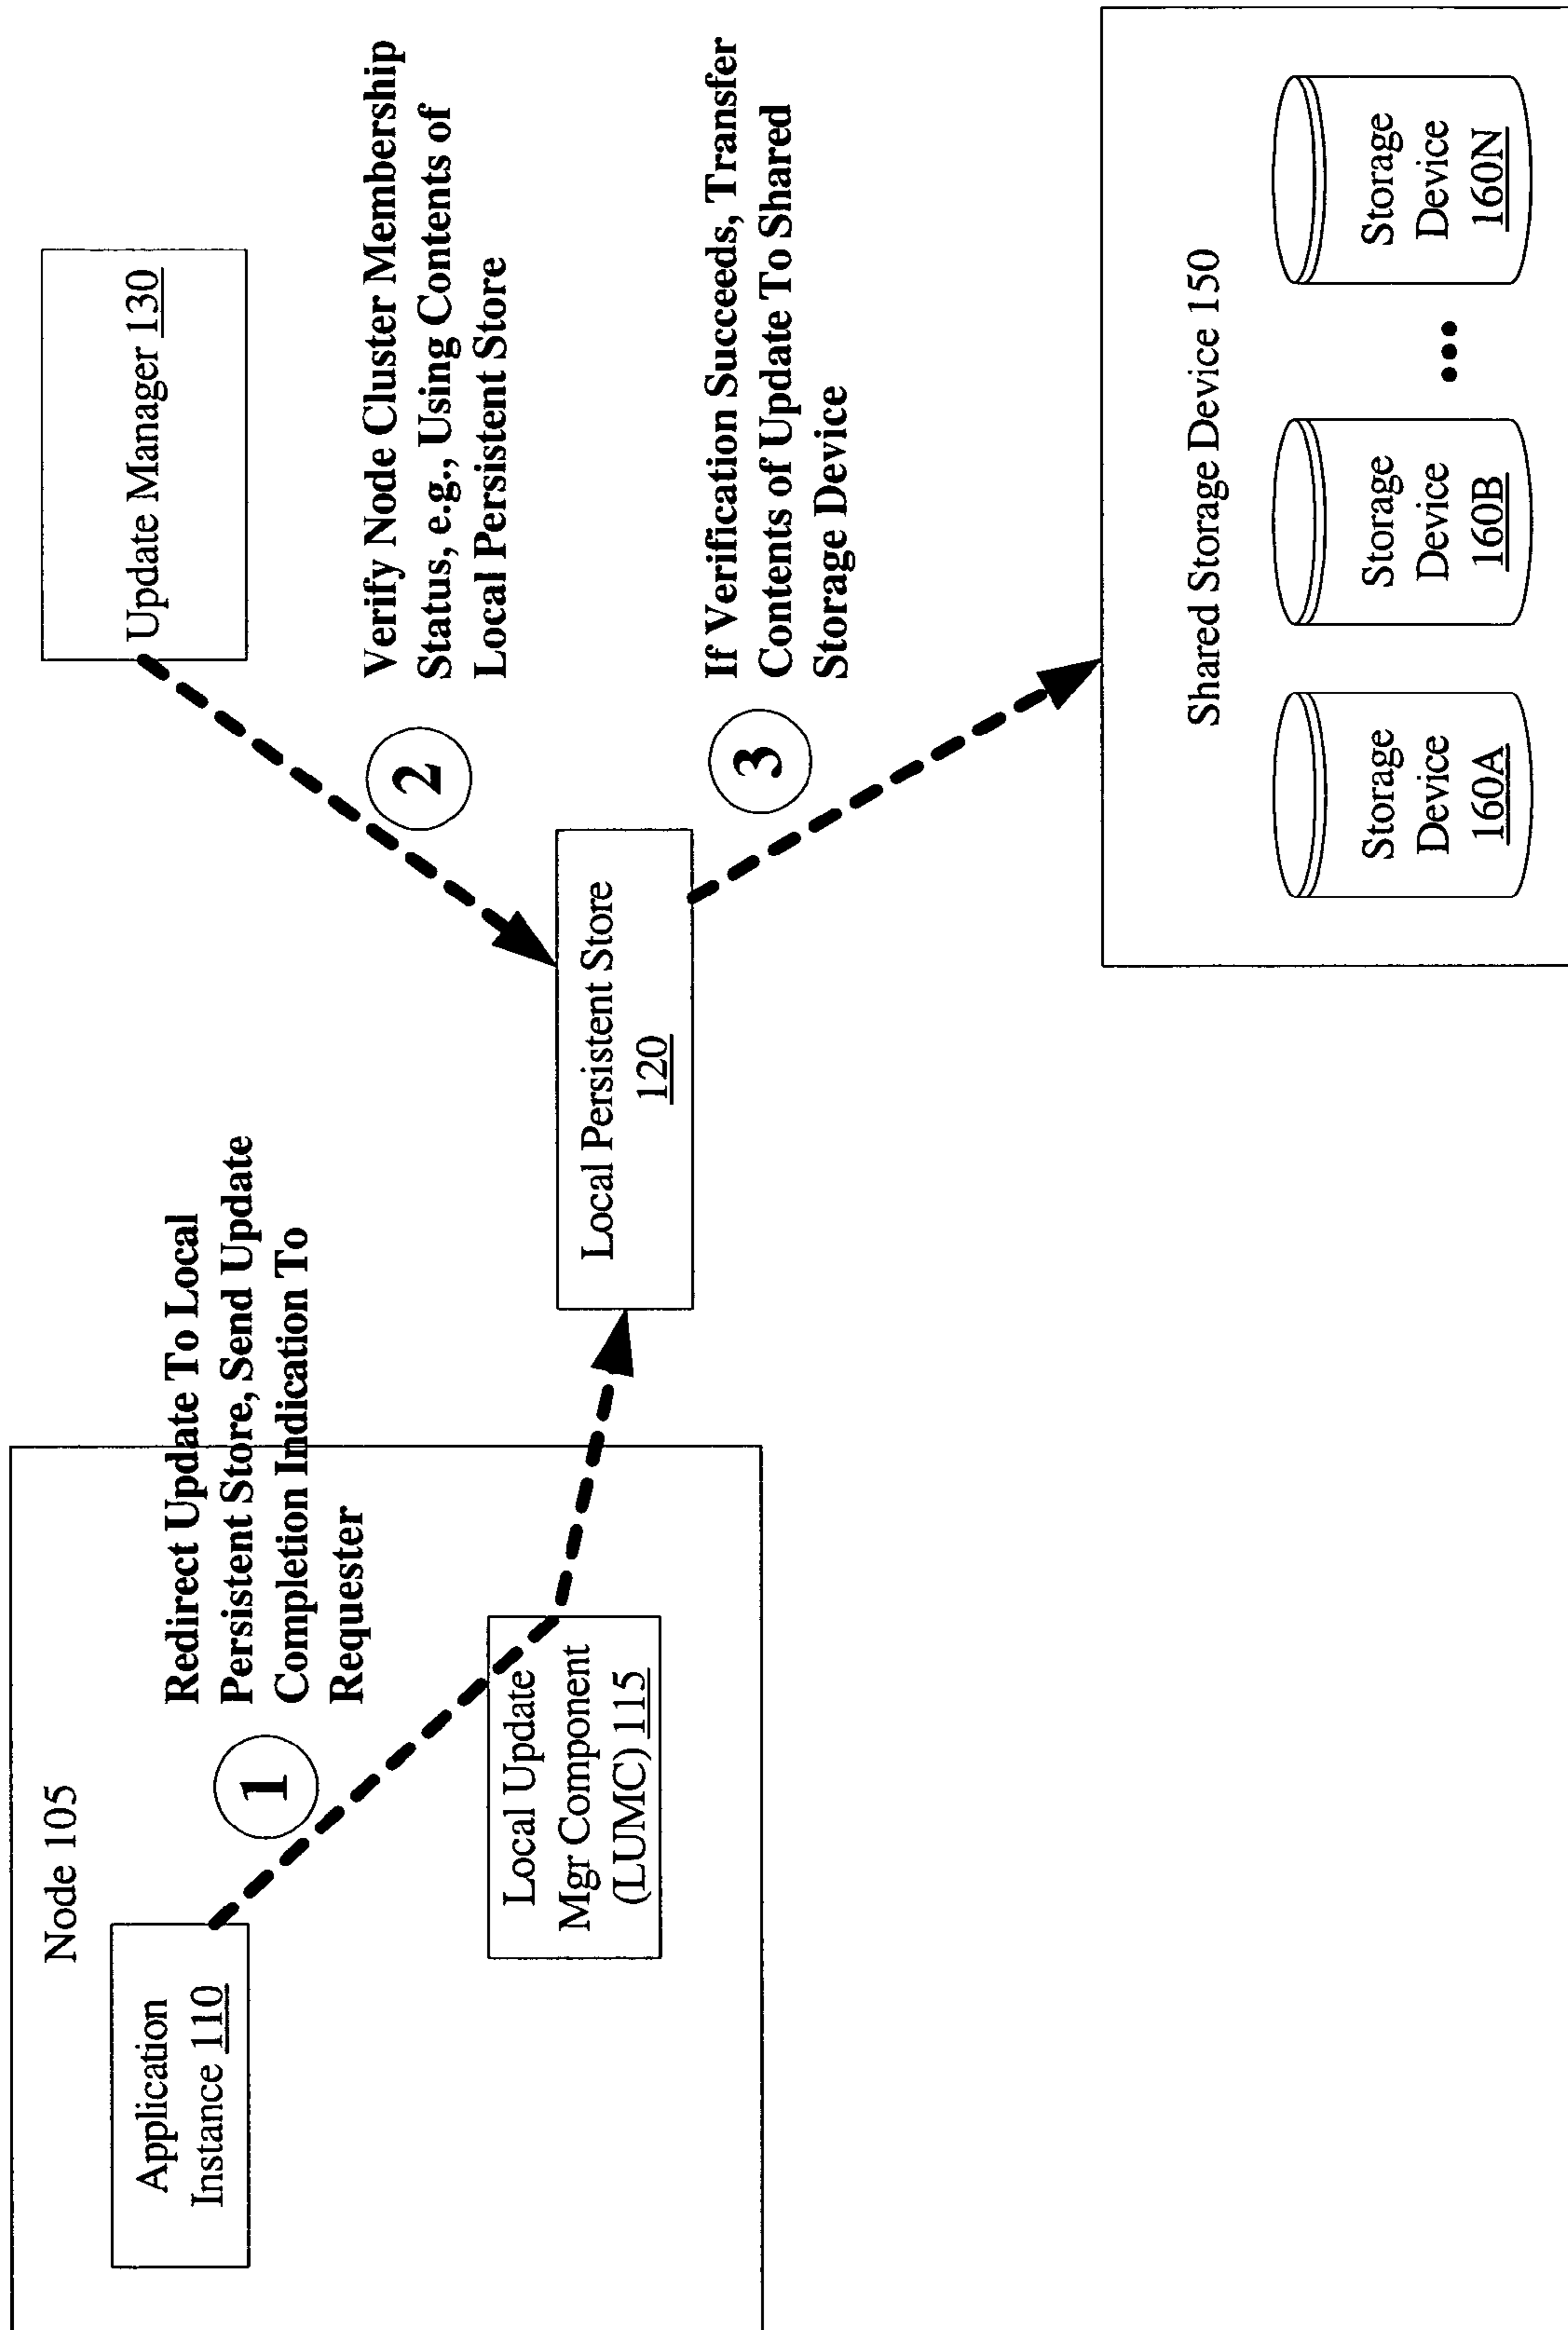 Node 105
Application
Instance 110
1
Redirect Update To Local
Persistent Store, Send Update
Completion Indication To
Requester
Local Update
Mgr Component
(LUMC) 115
Update Manager 130
2
Verify Node Cluster Membership
Status, e.g., Using Contents of
Local Persistent Store
Local Persistent Store
120
3
If Verification Succeeds, Transfer
Contents of Update To Shared
Storage Device
Shared Storage Device 150
Storage
Device
160A
Storage
Device
160B
•••
Storage
Device
160N